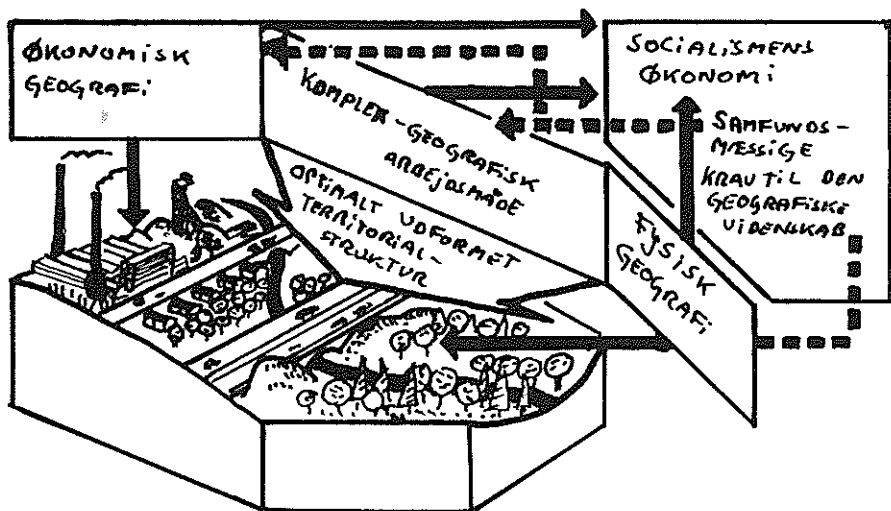 ØKONOMISK
GEOGRAFI
KOMPLEX-GEOGRAFISK
ARBEJDSMÅDE
OPTIMALT UDFORMET
TERRITORIAL-
STRUKTUR
FYSISK
GEOGRAFI
SOCIALISMENS
ØKONOMI
SAMFUNDS-
MÆSSIGE
KRAV TIL DEN
GEOGRAFISKE
VIDENSKAB